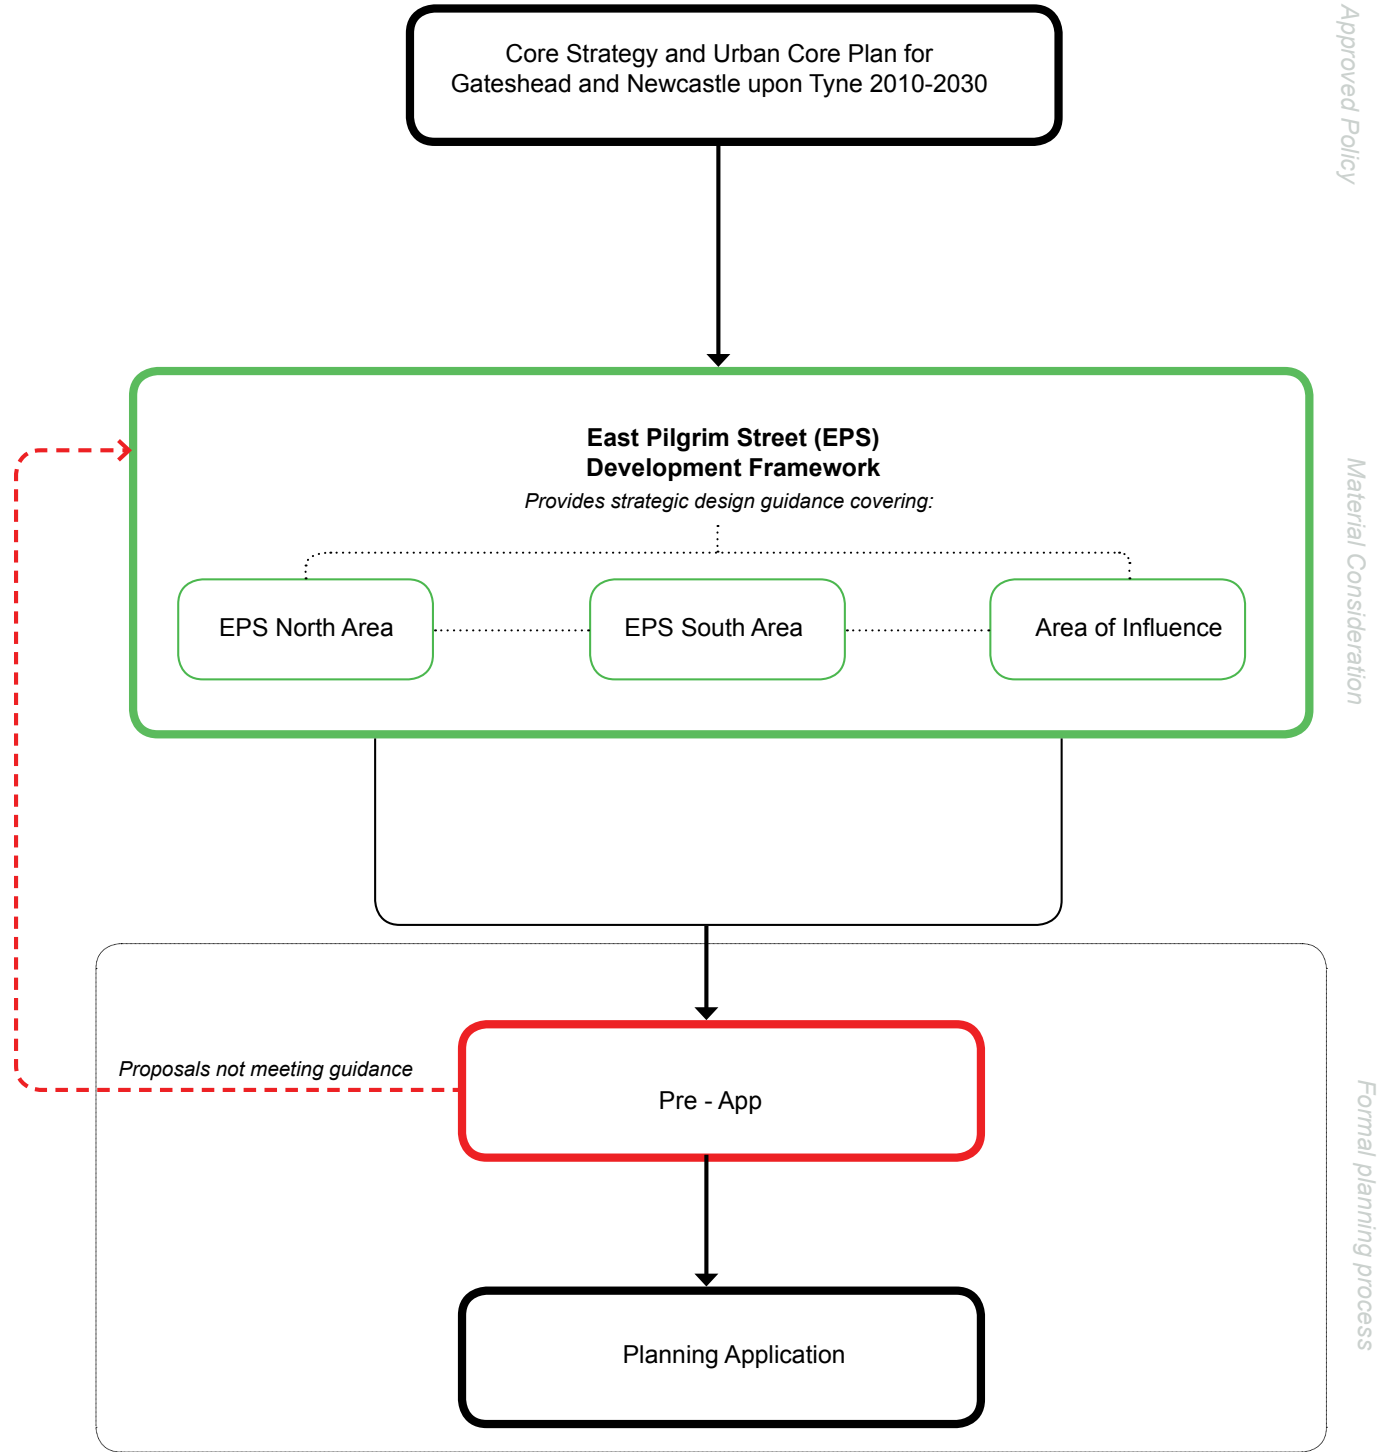 Core Strategy and Urban Core Plan for
Gateshead and Newcastle upon Tyne 2010-2030
Approved Policy
East Pilgrim Street (EPS)
Development Framework
Provides strategic design guidance covering:
EPS North Area
EPS South Area
Area of Influence
Material Consideration
Proposals not meeting guidance
Pre - App
Planning Application
Formal planning process